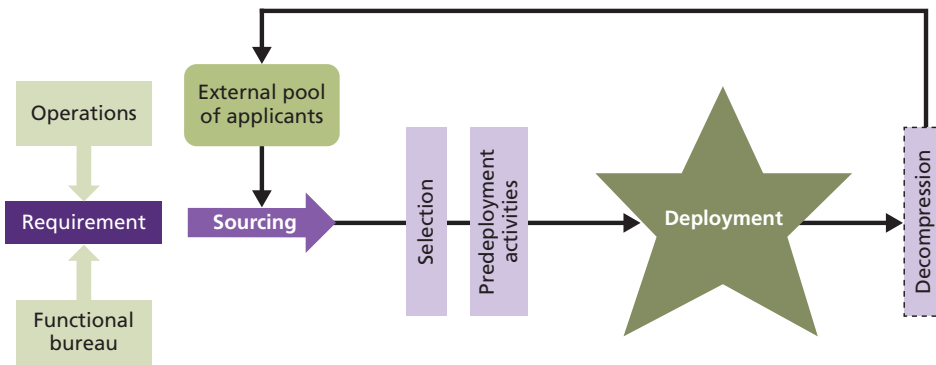 Operations
Requirement
Functional
bureau
External pool
of applicants
Sourcing
Selection
Predeployment
activities
Deployment
Decompression